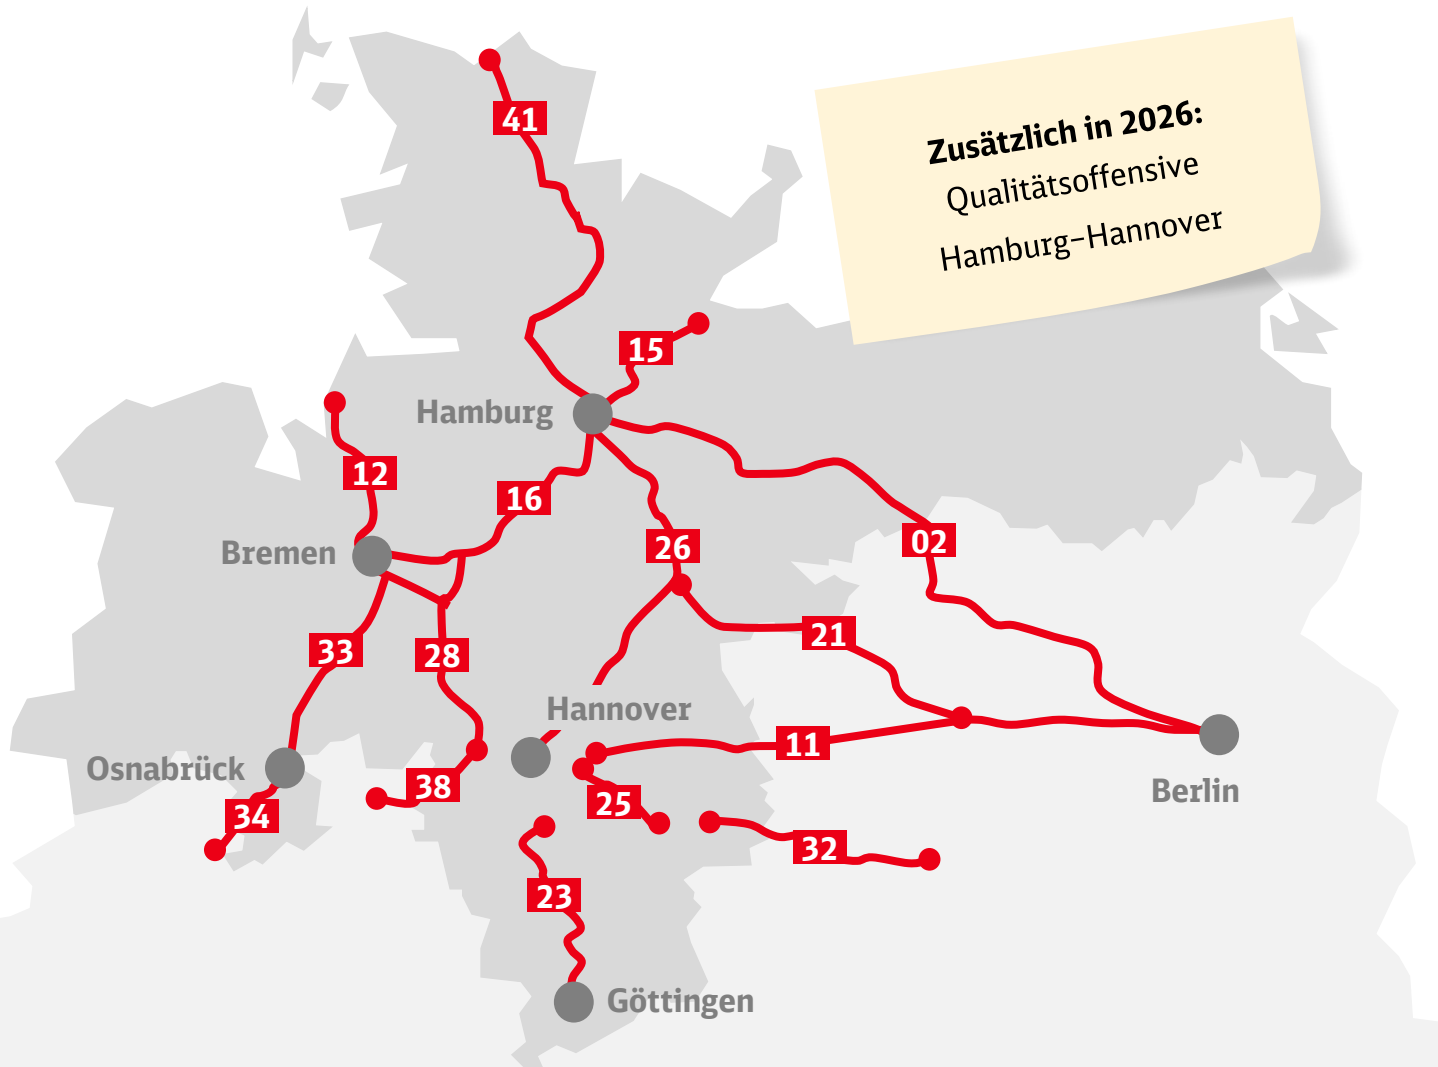 41
Zusätzlich in 2026:
Qualitätsoffensive
Hamburg–Hannover
15
Hamburg
12
16
Bremen
26
02
33
28
21
Hannover
11
Osnabrück
38
Berlin
34
25
32
23
Göttingen